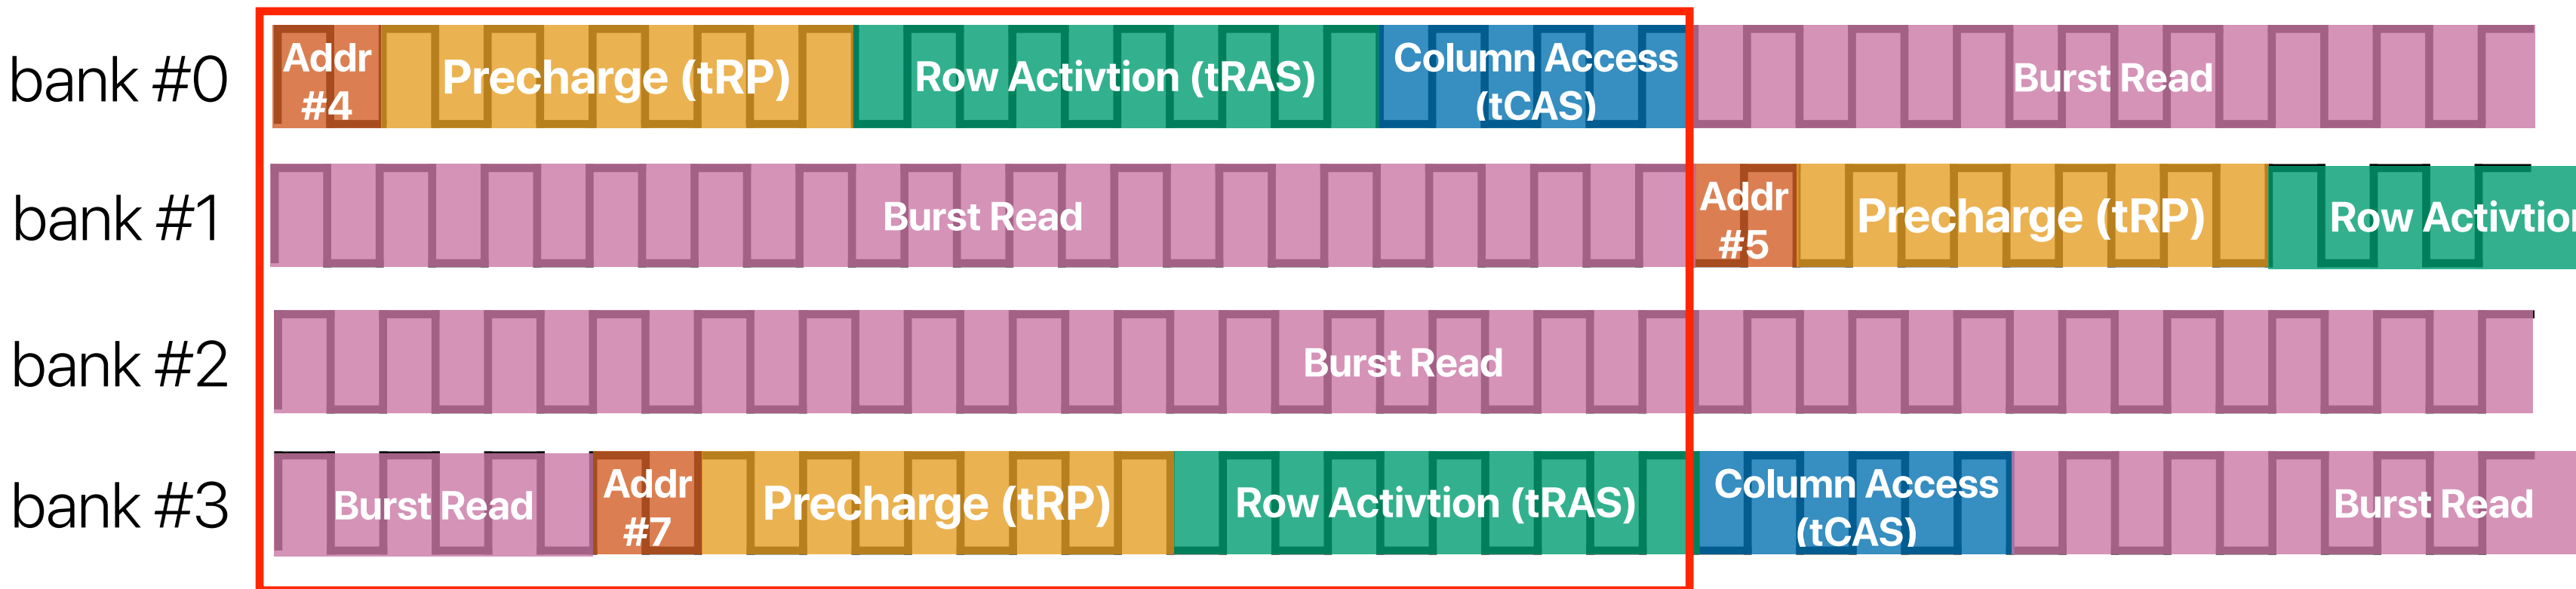 bank #0
Addr
#4
Precharge (tRP)
Row Activtion (tRAS)
Column Access
(tCAS)
Burst Read
bank #1
Burst Read
Addr
#5
Precharge (tRP)
Row Activtion
bank #2
Burst Read
bank #3
Burst Read
Addr
#7
Precharge (tRP)
Row Activtion (tRAS)
Column Access
(tCAS)
Burst Read